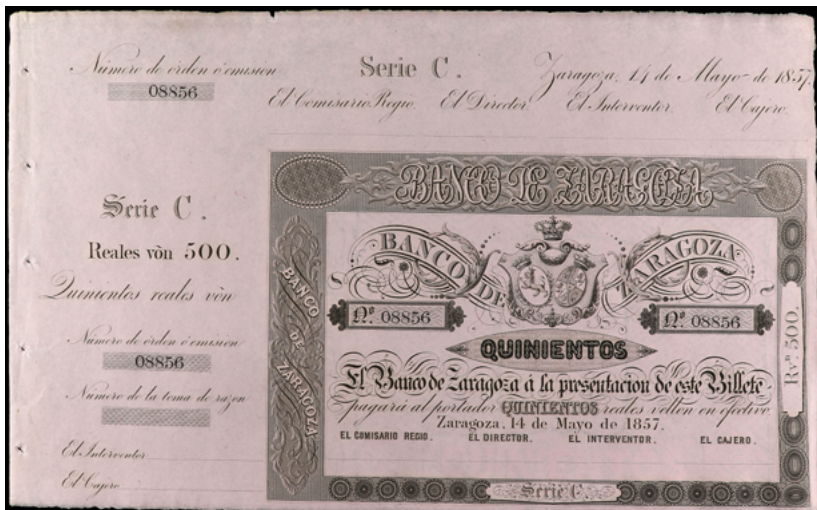 Número de órden ó emision
08856
Serie C.
Zaragoza, 14 de Mayo de 1857.
El Comisario Regio. El Director. El Interventor. El Cajero.
Serie C.
Reales vòn 500.
Quinientos reales vòn
Número de órden ó emision
08856
Número de la toma de razon
El Interventor
El Cajero
BANCO DE ZARAGOZA
BANCO DE ZARAGOZA
BANCO DE ZARAGOZA
Nº 08856
Nº 08856
QUINIENTOS
El Banco de Zaragoza á la presentacion de este Billete
pagará al portador QUINIENTOS reales vellon en efectivo
Zaragoza, 14 de Mayo de 1857.
EL COMISARIO REGIO. EL DIRECTOR. EL INTERVENTOR. EL CAJERO.
Rvn 500.
Serie C.